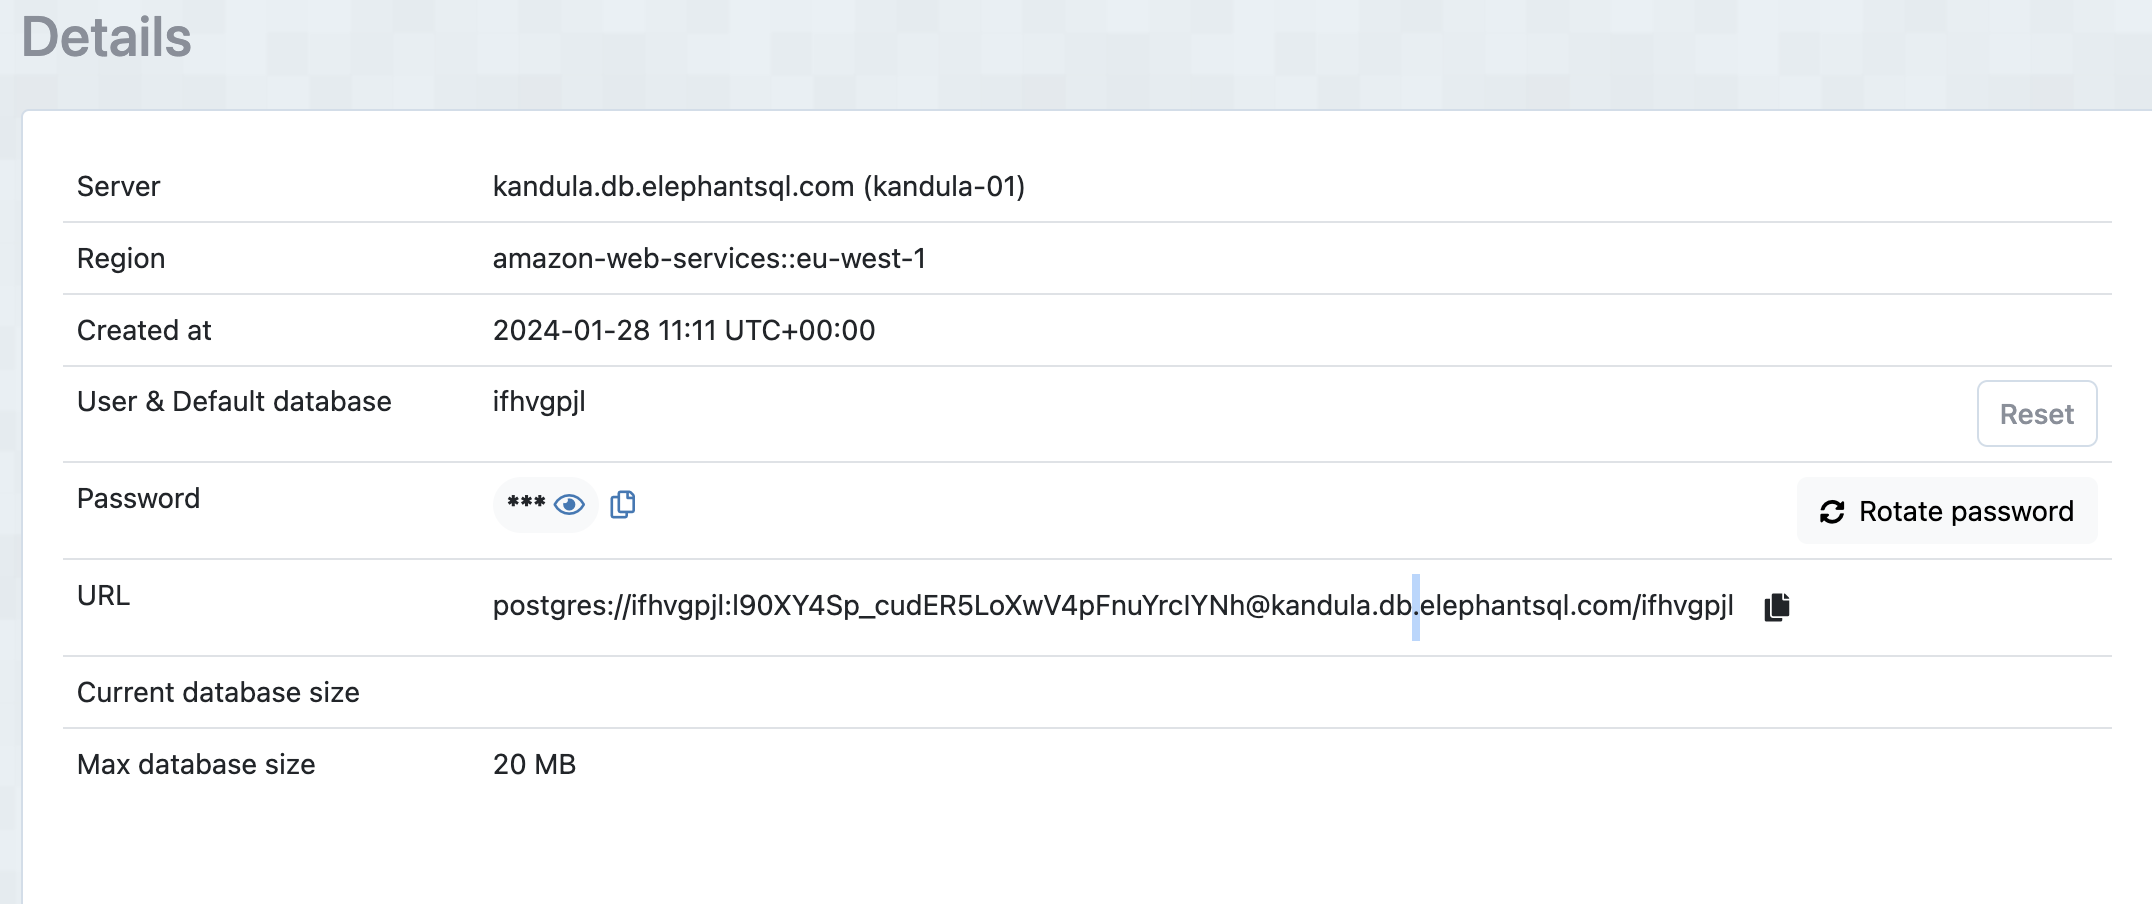 Details
Server kandula.db.elephantsql.com (kandula-01)
Region amazon-web-services::eu-west-1
Created at 2024-01-28 11:11 UTC+00:00
User & Default database ifhvgpjl Reset
Password *** Rotate password
URL postgres://ifhvgpjl:l90XY4Sp_cudER5LoXwV4pFnuYrcIYNh@kandula.db.elephantsql.com/ifhvgpjl
Current database size
Max database size 20 MB